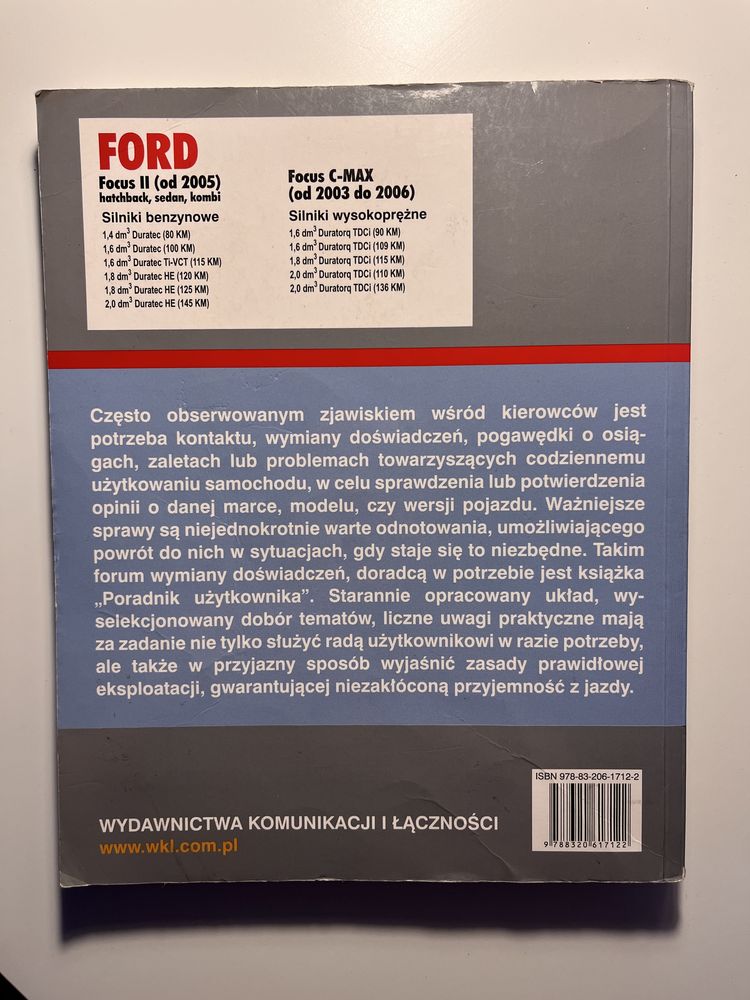 FORD
Focus II (od 2005)
hatchback, sedan, kombi
Silniki benzynowe
1,4 dm³ Duratec (80 KM)
1,6 dm³ Duratec (100 KM)
1,6 dm³ Duratec Ti-VCT (115 KM)
1,8 dm³ Duratec HE (120 KM)
1,8 dm³ Duratec HE (125 KM)
2,0 dm³ Duratec HE (145 KM)
Focus C-MAX
(od 2003 do 2006)
Silniki wysokoprężne
1,6 dm³ Duratorq TDCi (90 KM)
1,6 dm³ Duratorq TDCi (109 KM)
1,8 dm³ Duratorq TDCi (115 KM)
2,0 dm³ Duratorq TDCi (110 KM)
2,0 dm³ Duratorq TDCi (136 KM)
Często obserwowanym zjawiskiem wśród kierowców jest
potrzeba kontaktu, wymiany doświadczeń, pogawędki o osią-
gach, zaletach lub problemach towarzyszących codziennemu
użytkowaniu samochodu, w celu sprawdzenia lub potwierdzenia
opinii o danej marce, modelu, czy wersji pojazdu. Ważniejsze
sprawy są niejednokrotnie warte odnotowania, umożliwiającego
powrót do nich w sytuacjach, gdy staje się to niezbędne. Takim
forum wymiany doświadczeń, doradcą w potrzebie jest książka
„Poradnik użytkownika”. Starannie opracowany układ, wy-
selekcjonowany dobór tematów, liczne uwagi praktyczne mają
za zadanie nie tylko służyć radą użytkownikowi w razie potrzeby,
ale także w przyjazny sposób wyjaśnić zasady prawidłowej
eksploatacji, gwarantującej niezakłóconą przyjemność z jazdy.
ISBN 978-83-206-1712-2
9 788320 617122
WYDAWNICTWA KOMUNIKACJI I ŁĄCZNOŚCI
www.wkl.com.pl